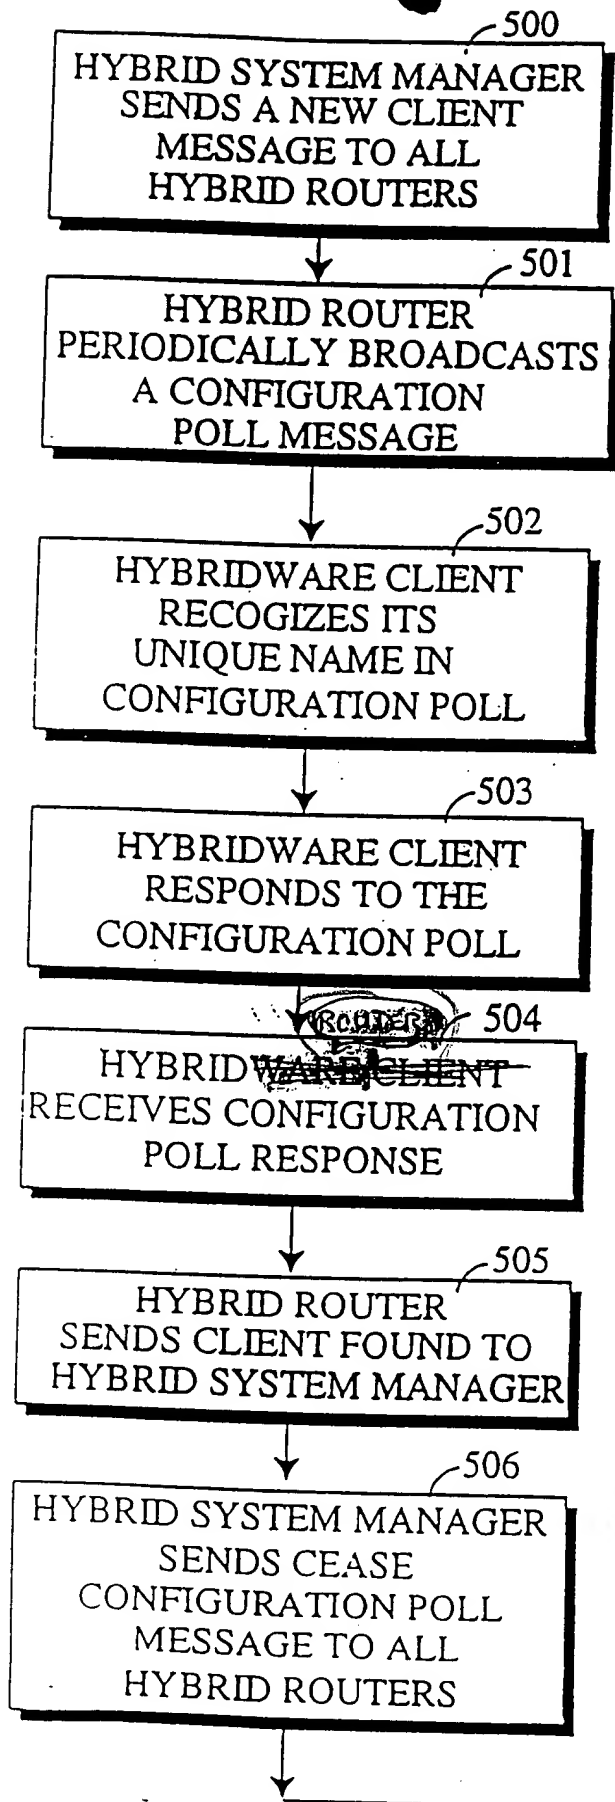 500
HYBRID SYSTEM MANAGER
SENDS A NEW CLIENT
MESSAGE TO ALL
HYBRID ROUTERS
501
HYBRID ROUTER
PERIODICALLY BROADCASTS
A CONFIGURATION
POLL MESSAGE
502
HYBRIDWARE CLIENT
RECOGIZES ITS
UNIQUE NAME IN
CONFIGURATION POLL
503
HYBRIDWARE CLIENT
RESPONDS TO THE
CONFIGURATION POLL
ROUTER
504
HYBRIDWARE CLIENT
RECEIVES CONFIGURATION
POLL RESPONSE
505
HYBRID ROUTER
SENDS CLIENT FOUND TO
HYBRID SYSTEM MANAGER
506
HYBRID SYSTEM MANAGER
SENDS CEASE
CONFIGURATION POLL
MESSAGE TO ALL
HYBRID ROUTERS